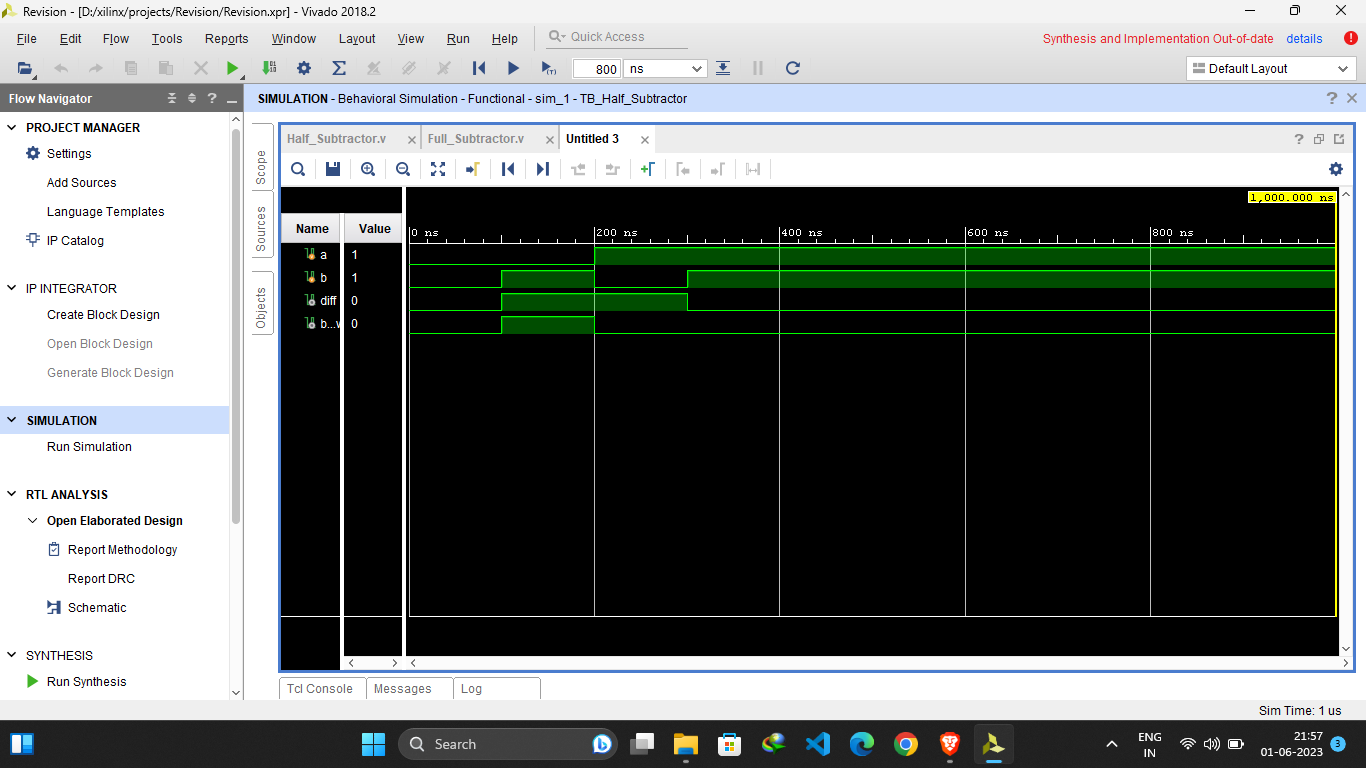 Revision - [D:/xilinx/projects/Revision/Revision.xpr] - Vivado 2018.2
File Edit Flow Tools Reports Window Layout View Run Help Quick Access
Synthesis and Implementation Out-of-date details
800 ns
Default Layout
Flow Navigator
SIMULATION - Behavioral Simulation - Functional - sim_1 - TB_Half_Subtractor
PROJECT MANAGER
Settings
Add Sources
Language Templates
IP Catalog
IP INTEGRATOR
Create Block Design
Open Block Design
Generate Block Design
SIMULATION
Run Simulation
RTL ANALYSIS
Open Elaborated Design
Report Methodology
Report DRC
Schematic
SYNTHESIS
Run Synthesis
Scope
Sources
Objects
Half_Subtractor.v Full_Subtractor.v Untitled 3
1,000.000 ns
Name Value
0 ns 200 ns 400 ns 600 ns 800 ns
a 1
b 1
diff 0
b...v 0
Tcl Console Messages Log
Sim Time: 1 us
Search
ENG
IN
21:57
01-06-2023
3